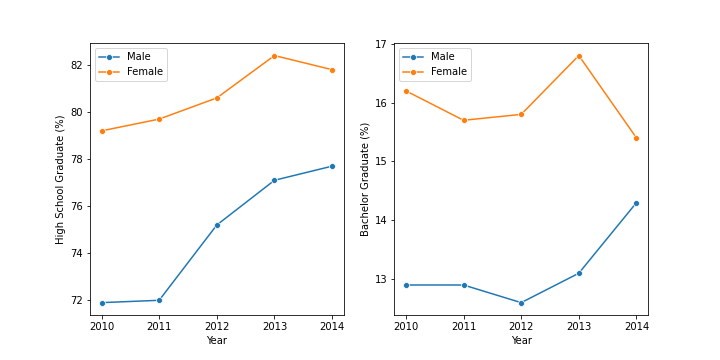 Male
Female
High School Graduate (%)
82
80
78
76
74
72
2010 2011 2012 2013 2014
Year
Male
Female
Bachelor Graduate (%)
17
16
15
14
13
2010 2011 2012 2013 2014
Year